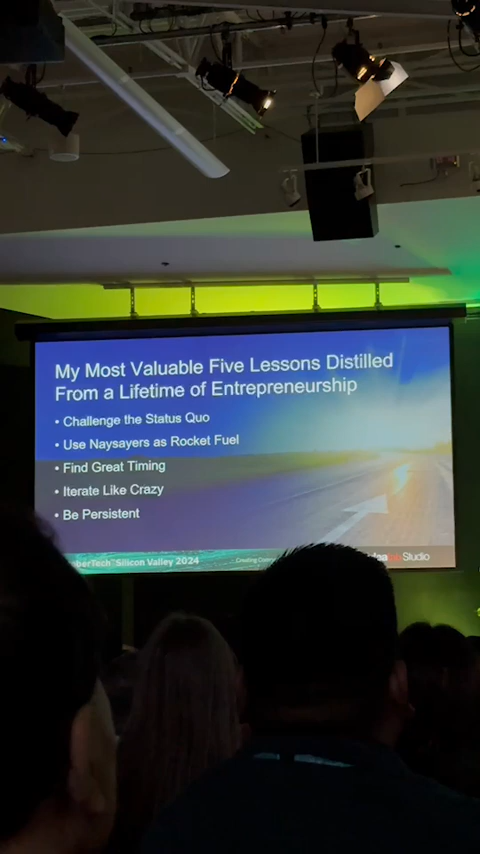 My Most Valuable Five Lessons Distilled
From a Lifetime of Entrepreneurship
• Challenge the Status Quo
• Use Naysayers as Rocket Fuel
• Find Great Timing
• Iterate Like Crazy
• Be Persistent
Silicon Valley 2024
Studio